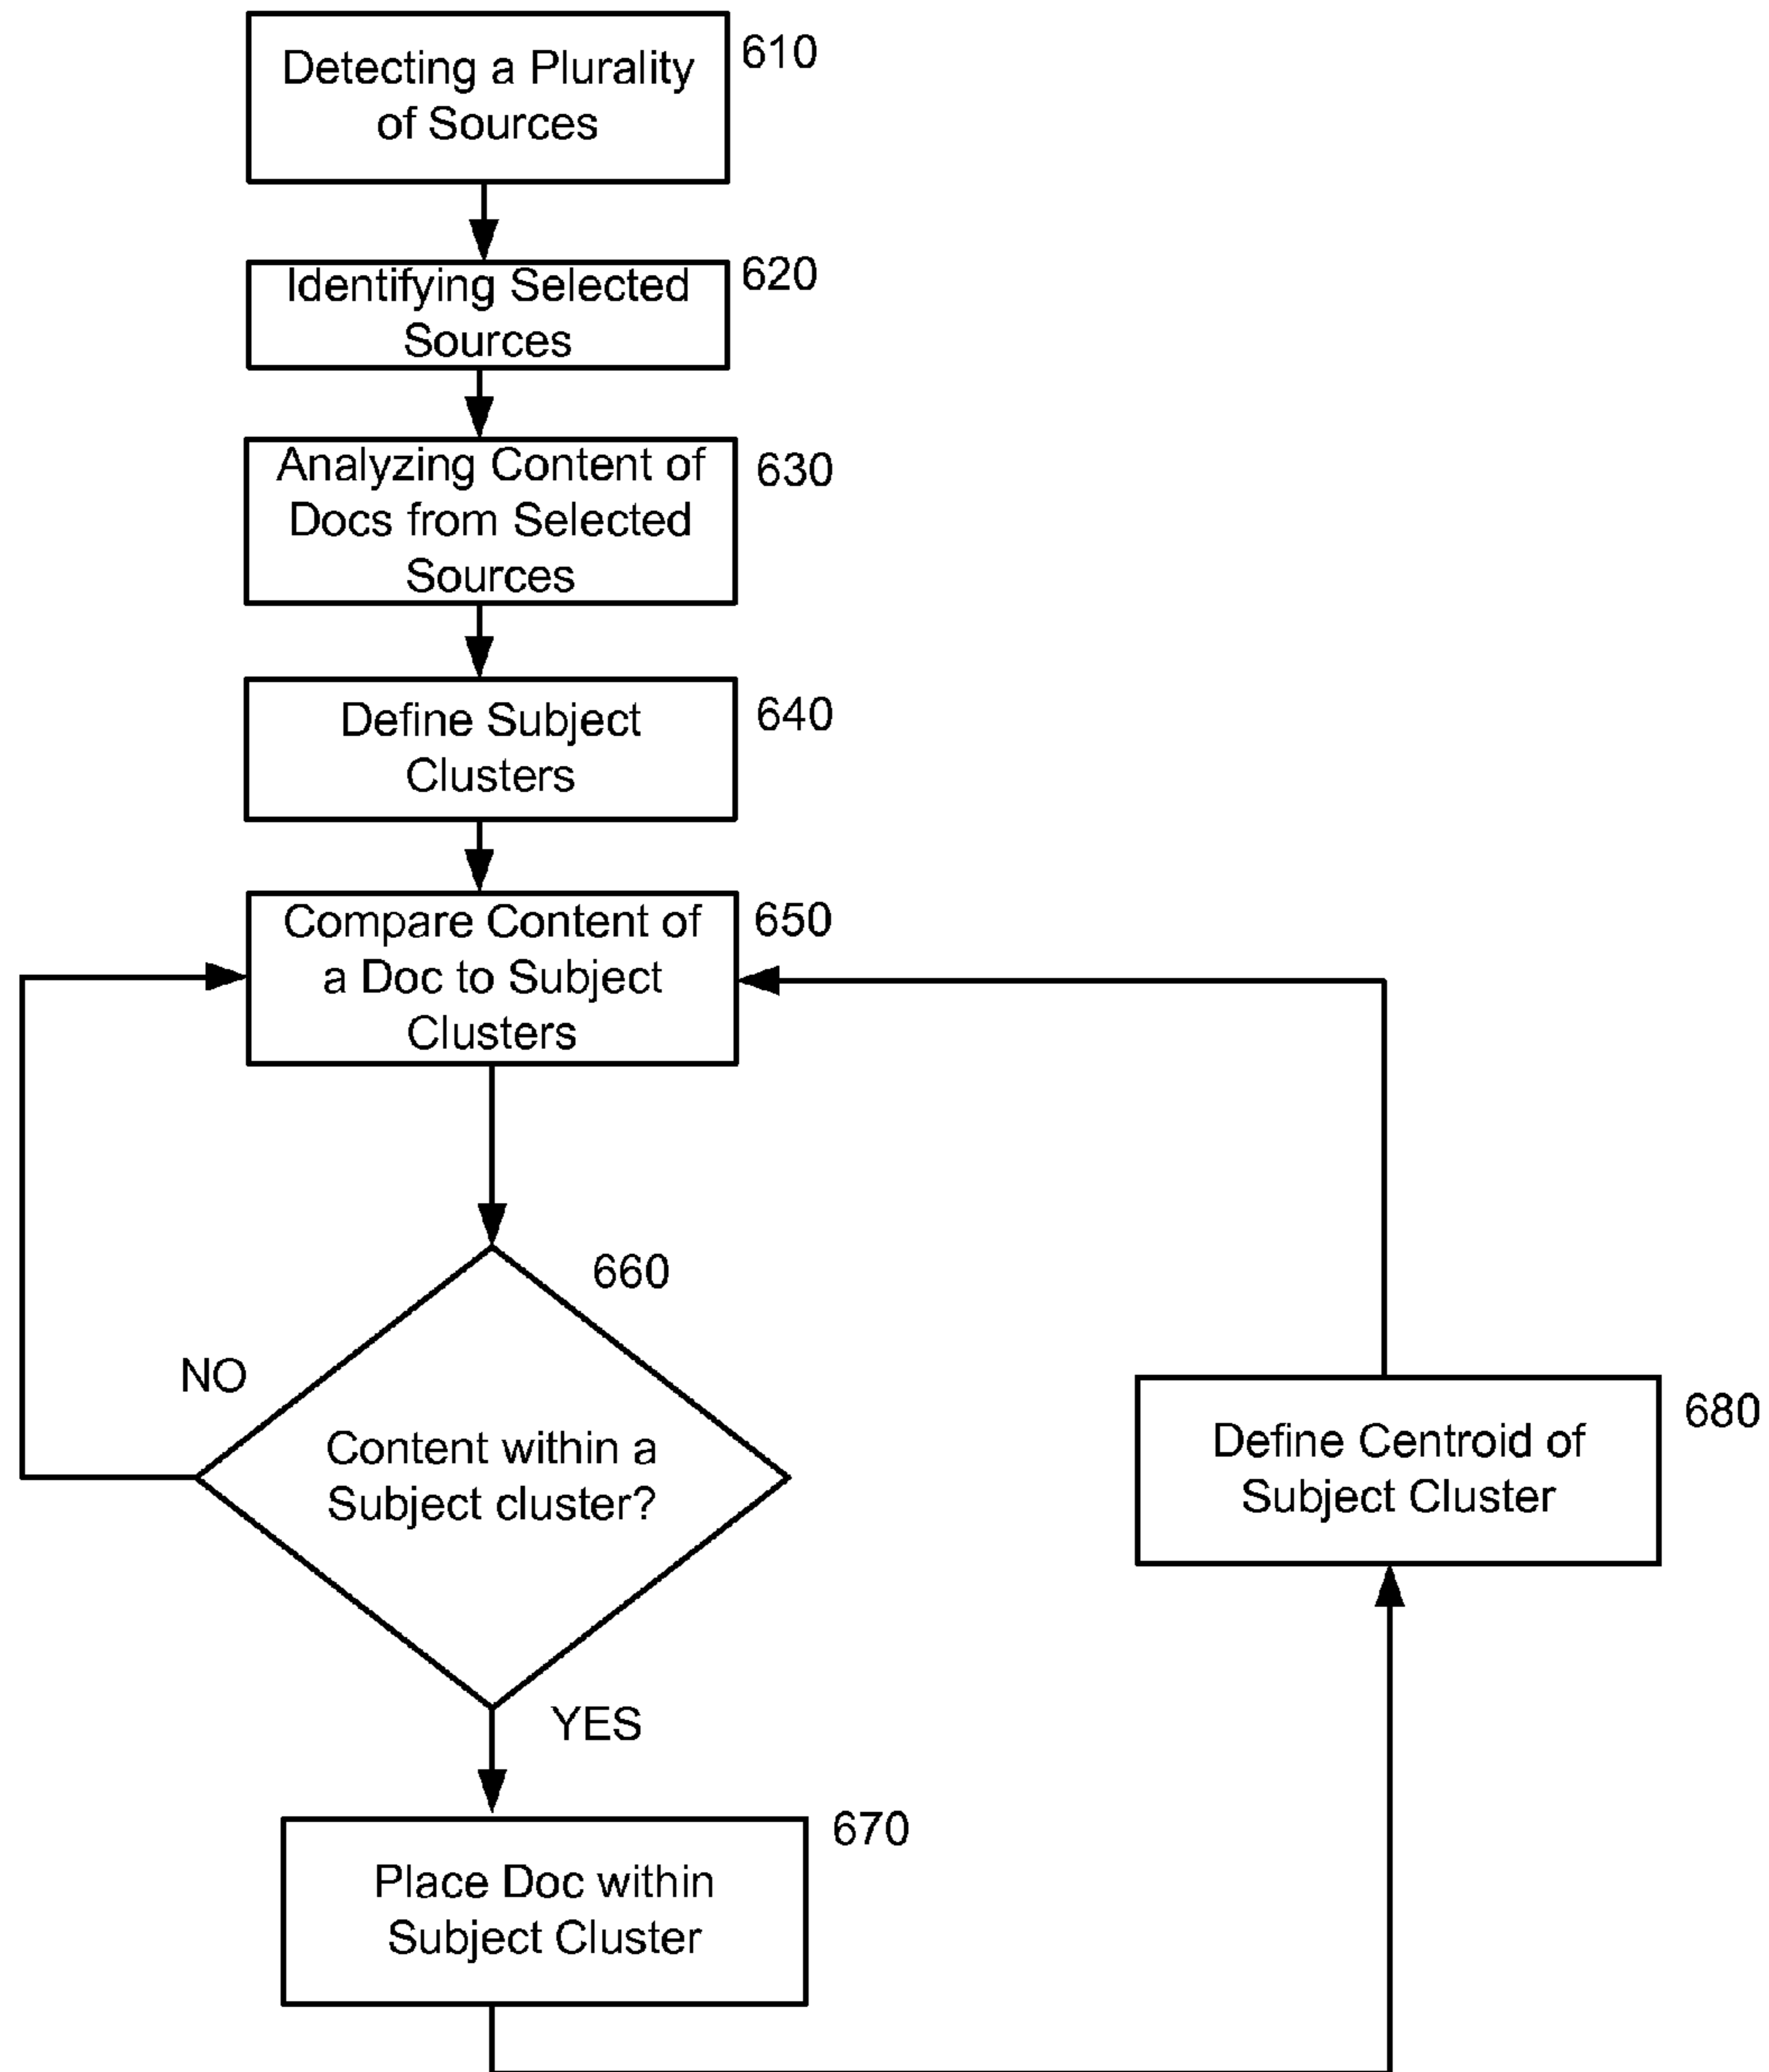 Detecting a Plurality
of Sources
610
Identifying Selected
Sources
620
Analyzing Content of
Docs from Selected
Sources
630
Define Subject
Clusters
640
Compare Content of
a Doc to Subject
Clusters
650
660
NO
Content within a
Subject cluster?
YES
Define Centroid of
Subject Cluster
680
670
Place Doc within
Subject Cluster